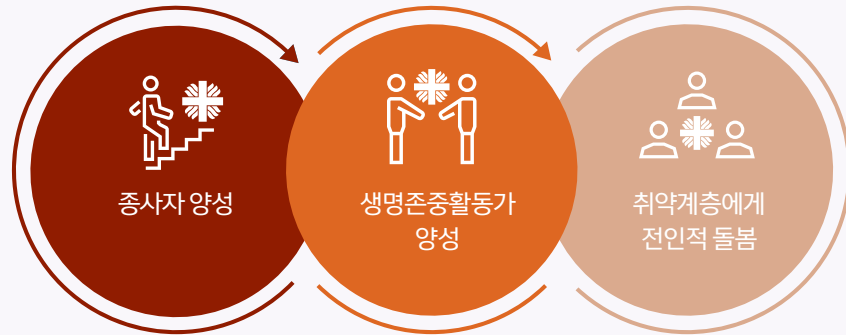 종사자 양성
생명존중활동가
양성
취약계층에게
전인적 돌봄